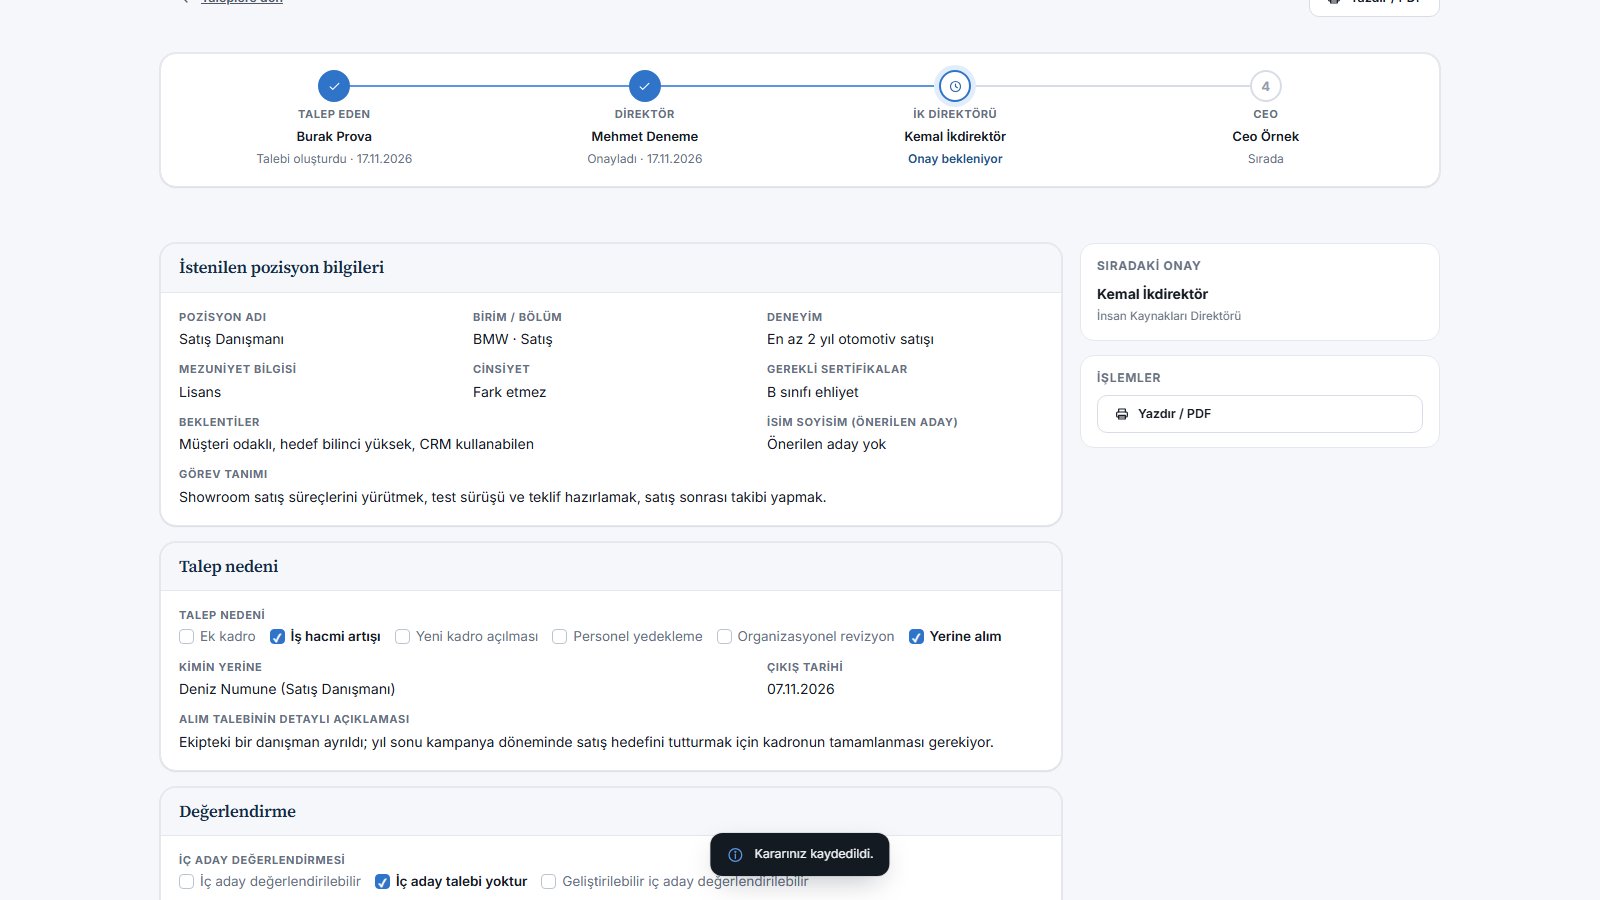 Taleplere dön
Yazdır / PDF
TALEP EDEN
Burak Prova
Talebi oluşturdu · 17.11.2026
DİREKTÖR
Mehmet Deneme
Onayladı · 17.11.2026
İK DİREKTÖRÜ
Kemal İkdirektör
Onay bekleniyor
4
CEO
Ceo Örnek
Sırada
İstenilen pozisyon bilgileri
POZİSYON ADI
Satış Danışmanı
BİRİM / BÖLÜM
BMW · Satış
DENEYİM
En az 2 yıl otomotiv satışı
MEZUNİYET BİLGİSİ
Lisans
CİNSİYET
Fark etmez
GEREKLİ SERTİFİKALAR
B sınıfı ehliyet
BEKLENTİLER
Müşteri odaklı, hedef bilinci yüksek, CRM kullanabilen
İSİM SOYİSİM (ÖNERİLEN ADAY)
Önerilen aday yok
GÖREV TANIMI
Showroom satış süreçlerini yürütmek, test sürüşü ve teklif hazırlamak, satış sonrası takibi yapmak.
SIRADAKİ ONAY
Kemal İkdirektör
İnsan Kaynakları Direktörü
İŞLEMLER
Yazdır / PDF
Talep nedeni
TALEP NEDENİ
Ek kadro İş hacmi artışı Yeni kadro açılması Personel yedekleme Organizasyonel revizyon Yerine alım
KİMİN YERİNE
Deniz Numune (Satış Danışmanı)
ÇIKIŞ TARİHİ
07.11.2026
ALIM TALEBİNİN DETAYLI AÇIKLAMASI
Ekipteki bir danışman ayrıldı; yıl sonu kampanya döneminde satış hedefini tutturmak için kadronun tamamlanması gerekiyor.
Değerlendirme
İÇ ADAY DEĞERLENDİRMESİ
İç aday değerlendirilebilir İç aday talebi yoktur Geliştirilebilir iç aday değerlendirilebilir
Kararınız kaydedildi.